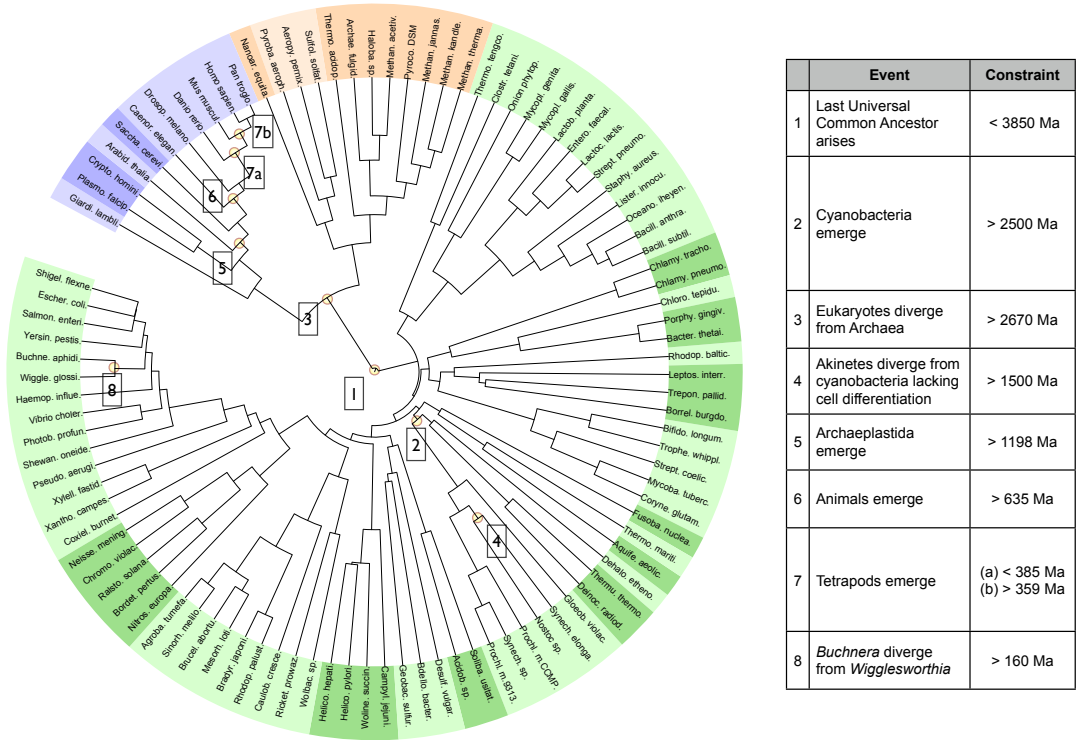 Shigel. flexne.
Escher. coli.
Salmon. enteri.
Yersin. pestis.
Buchne. aphidi.
Wiggle. glossi.
Haemop. influe.
Vibrio choler.
Photob. profun.
Shewan. oneide.
Pseudo. aerugi.
Xylell. fastid.
Xantho. campes.
Coxiel. burnet.
Neisse. mening.
Chromo. violac.
Ralsto. solana.
Bordet. pertus.
Nitros. europa.
Agroba. tumefa.
Sinorh. melilo.
Brucel. abortu.
Mesorh. loti.
Bradyr. japoni.
Rhodop. palust.
Caulob. cresce.
Ricket. prowaz.
Wolbac. sp.
Helico. hepati.
Helico. pylori.
Woline. succin.
Campyl. jejuni.
Geobac. sulfur.
Bdello. bacter.
Desulf. vulgar.
Acidob. sp.
Soliba. usitat.
Prochl. m.9313.
Synech. sp.
Prochl. m.CCMP.
Nostoc sp.
Synech. elonga.
Gloeob. violac.
Deinoc. radiod.
Thermu. thermo.
Dehalo. etheno.
Aquife. aeolic.
Thermo. mariti.
Fusoba. nuclea.
Coryne. glutam.
Mycoba. tuberc.
Strept. coelic.
Trophe. whippl.
Bifido. longum.
Borrel. burgdo.
Trepon. pallid.
Leptos. interr.
Rhodop. baltic.
Bacter. thetai.
Porphy. gingiv.
Chloro. tepidu.
Chlamy. pneumo.
Chlamy. tracho.
Bacill. subtil.
Bacill. anthra.
Oceano. iheyen.
Lister. innocu.
Staphy. aureus.
Strept. pneumo.
Lactoc. lactis.
Entero. faecal.
Lactob. planta.
Mycopl. gallis.
Mycopl. genita.
Onion phytop.
Clostr. tetani.
Thermo. tengco.
Methan. therma.
Methan. kandle.
Methan. jannas.
Pyroco. DSM
Methan. acetiv.
Haloba. sp.
Archae. fulgid.
Thermo. acidop.
Sulfol. solfat.
Aeropy. pernix.
Pyroba. aeroph.
Nanoar. equita.
Pan troglo.
Homo sapien.
Mus muscul.
Danio rerio.
Drosop. melano.
Caenor. elegan.
Saccha. cerevi.
Arabid. thalia.
Crypto. homini.
Plasmo. falcip.
Giardi. lambli.
7b
7a
6
5
3
1
2
4
8
Event Constraint
1 Last Universal Common Ancestor arises < 3850 Ma
2 Cyanobacteria emerge > 2500 Ma
3 Eukaryotes diverge from Archaea > 2670 Ma
4 Akinetes diverge from cyanobacteria lacking cell differentiation > 1500 Ma
5 Archaeplastida emerge > 1198 Ma
6 Animals emerge > 635 Ma
7 Tetrapods emerge (a) < 385 Ma (b) > 359 Ma
8 Buchnera diverge from Wigglesworthia > 160 Ma